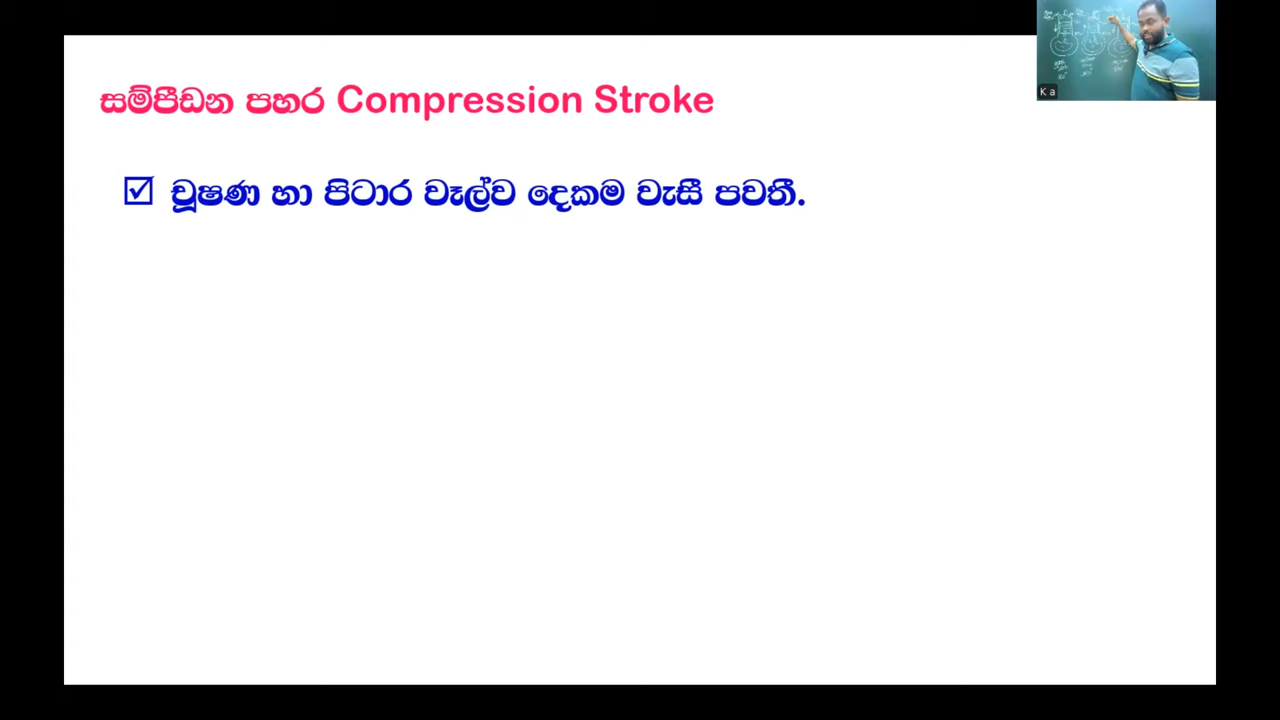 සම්පීඩන පහර Compression Stroke
☑ චූෂණ හා පිටාර වෑල්ව දෙකම වැසී පවතී.
K a